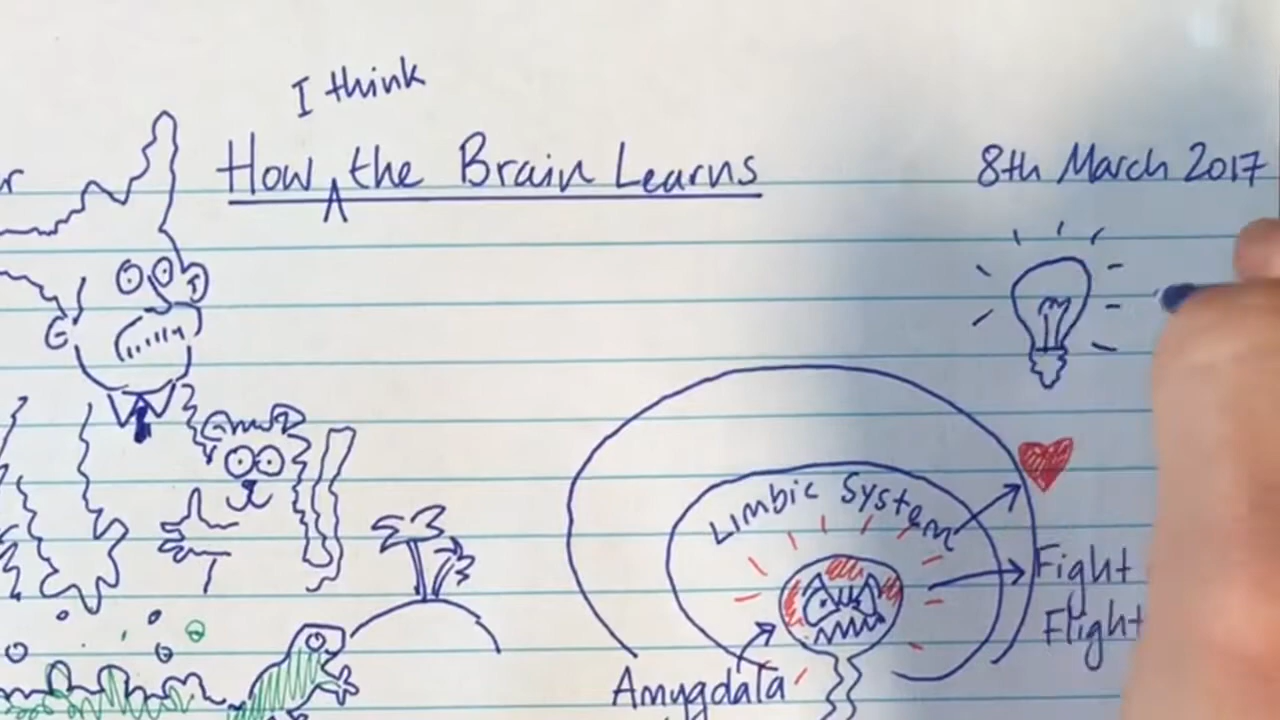 I think
How the Brain Learns
8th March 2017
Limbic System
Fight
Flight
Amygdala